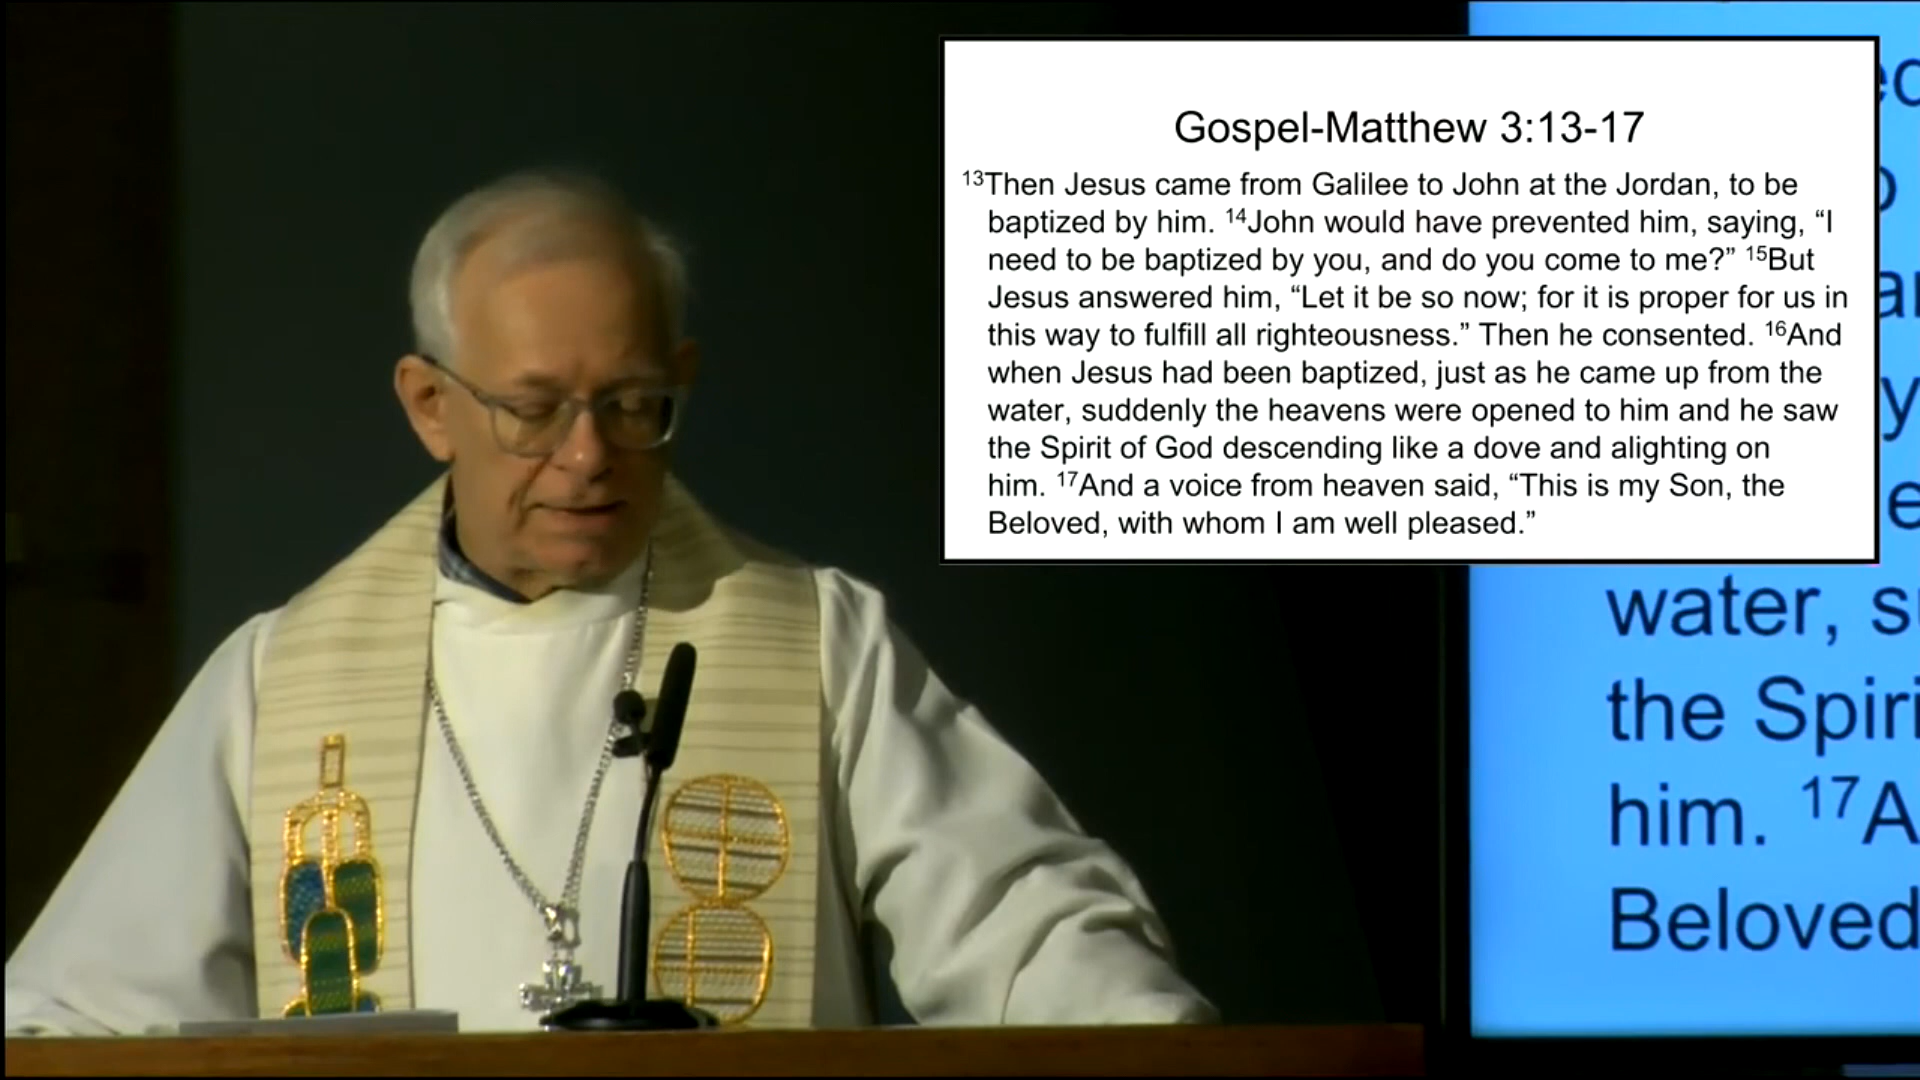 Gospel-Matthew 3:13-17
¹³Then Jesus came from Galilee to John at the Jordan, to be
baptized by him. ¹⁴John would have prevented him, saying, “I
need to be baptized by you, and do you come to me?” ¹⁵But
Jesus answered him, “Let it be so now; for it is proper for us in
this way to fulfill all righteousness.” Then he consented. ¹⁶And
when Jesus had been baptized, just as he came up from the
water, suddenly the heavens were opened to him and he saw
the Spirit of God descending like a dove and alighting on
him. ¹⁷And a voice from heaven said, “This is my Son, the
Beloved, with whom I am well pleased.”
water,
the
him. ¹⁷
Beloved